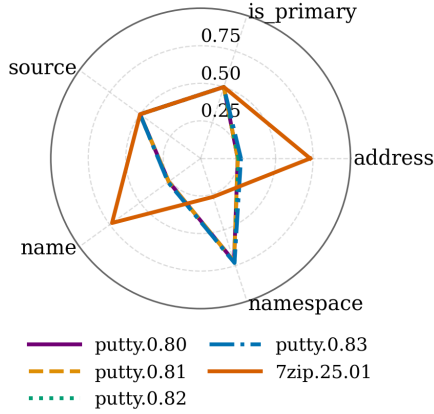 is_primary
0.75
source
0.50
0.25
address
name
namespace
putty.0.80
putty.0.83
putty.0.81
7zip.25.01
putty.0.82